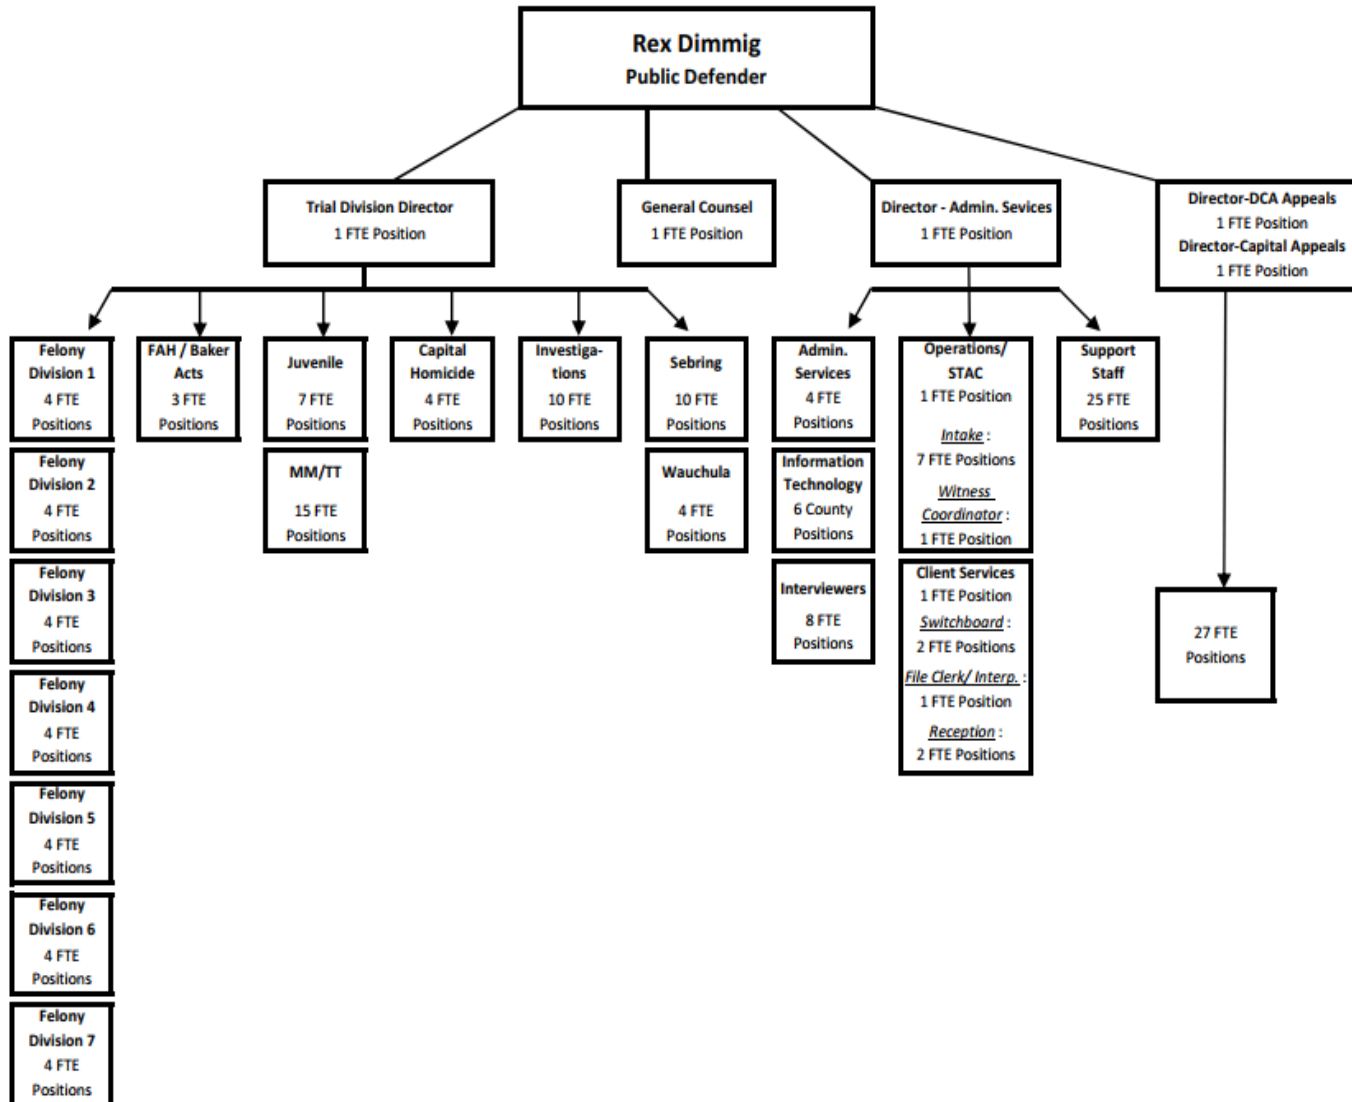 Rex Dimmig
Public Defender
Trial Division Director
1 FTE Position
General Counsel
1 FTE Position
Director - Admin. Sevices
1 FTE Position
Director-DCA Appeals
1 FTE Position
Director-Capital Appeals
1 FTE Position
Felony
Division 1
4 FTE
Positions
FAH / Baker
Acts
3 FTE
Positions
Juvenile
7 FTE
Positions
Capital
Homicide
4 FTE
Positions
Investiga-
tions
10 FTE
Positions
Sebring
10 FTE
Positions
Admin.
Services
4 FTE
Positions
Operations/
STAC
1 FTE Position
Intake :
7 FTE Positions
Witness
Coordinator :
1 FTE Position
Support
Staff
25 FTE
Positions
Felony
Division 2
4 FTE
Positions
MM/TT
15 FTE
Positions
Wauchula
4 FTE
Positions
Information
Technology
6 County
Positions
Felony
Division 3
4 FTE
Positions
Interviewers
8 FTE
Positions
Client Services
1 FTE Position
Switchboard :
2 FTE Positions
File Clerk/ Interp. :
1 FTE Position
Reception :
2 FTE Positions
27 FTE
Positions
Felony
Division 4
4 FTE
Positions
Felony
Division 5
4 FTE
Positions
Felony
Division 6
4 FTE
Positions
Felony
Division 7
4 FTE
Positions